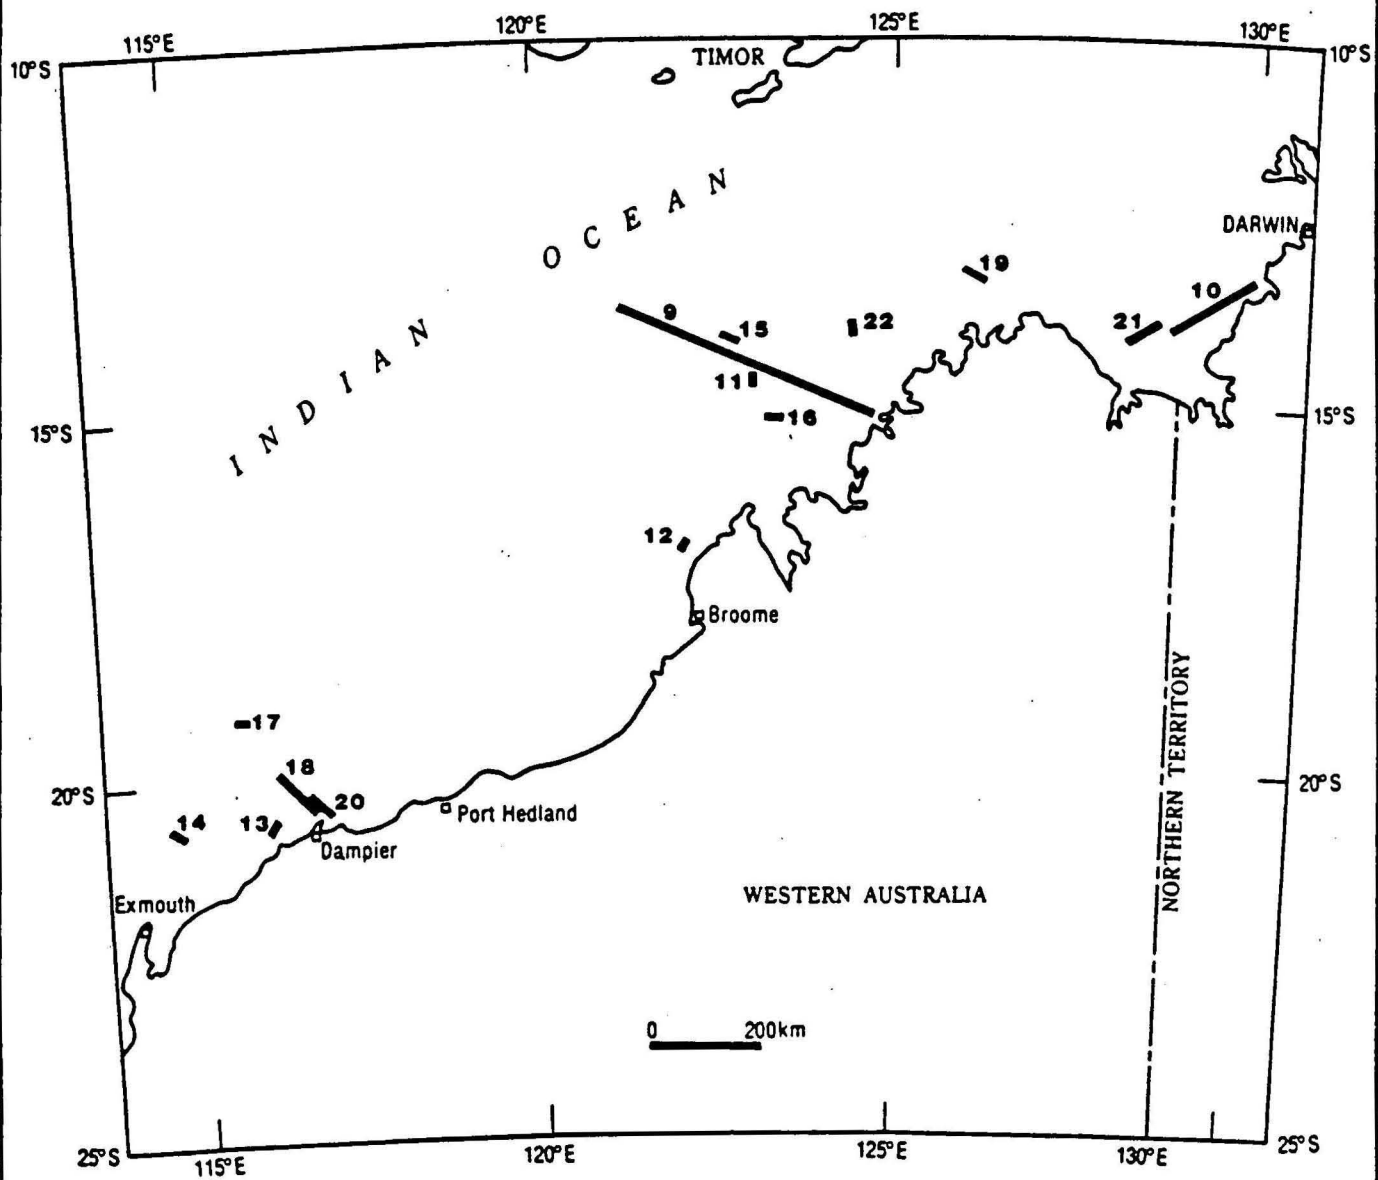 115°E
120°E
125°E
130°E
10°S
10°S
TIMOR
INDIAN OCEAN
DARWIN
19
9
10
15
22
21
11
16
15°S
15°S
12
Broome
NORTHERN TERRITORY
17
18
20
20°S
20°S
14
13
Port Hedland
Dampier
Exmouth
WESTERN AUSTRALIA
0 200km
25°S
115°E
120°E
125°E
130°E
25°S